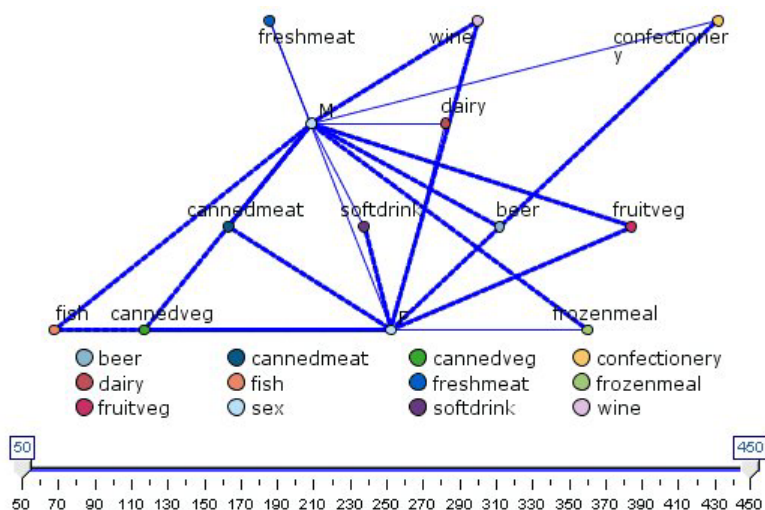 freshmeat
wine
confectioner
y
M
dairy
cannedmeat
softdrink
beer
fruitveg
fish
cannedveg
F
frozenmeal
beer
cannedmeat
cannedveg
confectionery
dairy
fish
freshmeat
frozenmeal
fruitveg
sex
softdrink
wine
50
450
50 70 90 110 130 150 170 190 210 230 250 270 290 310 330 350 370 390 410 430 450